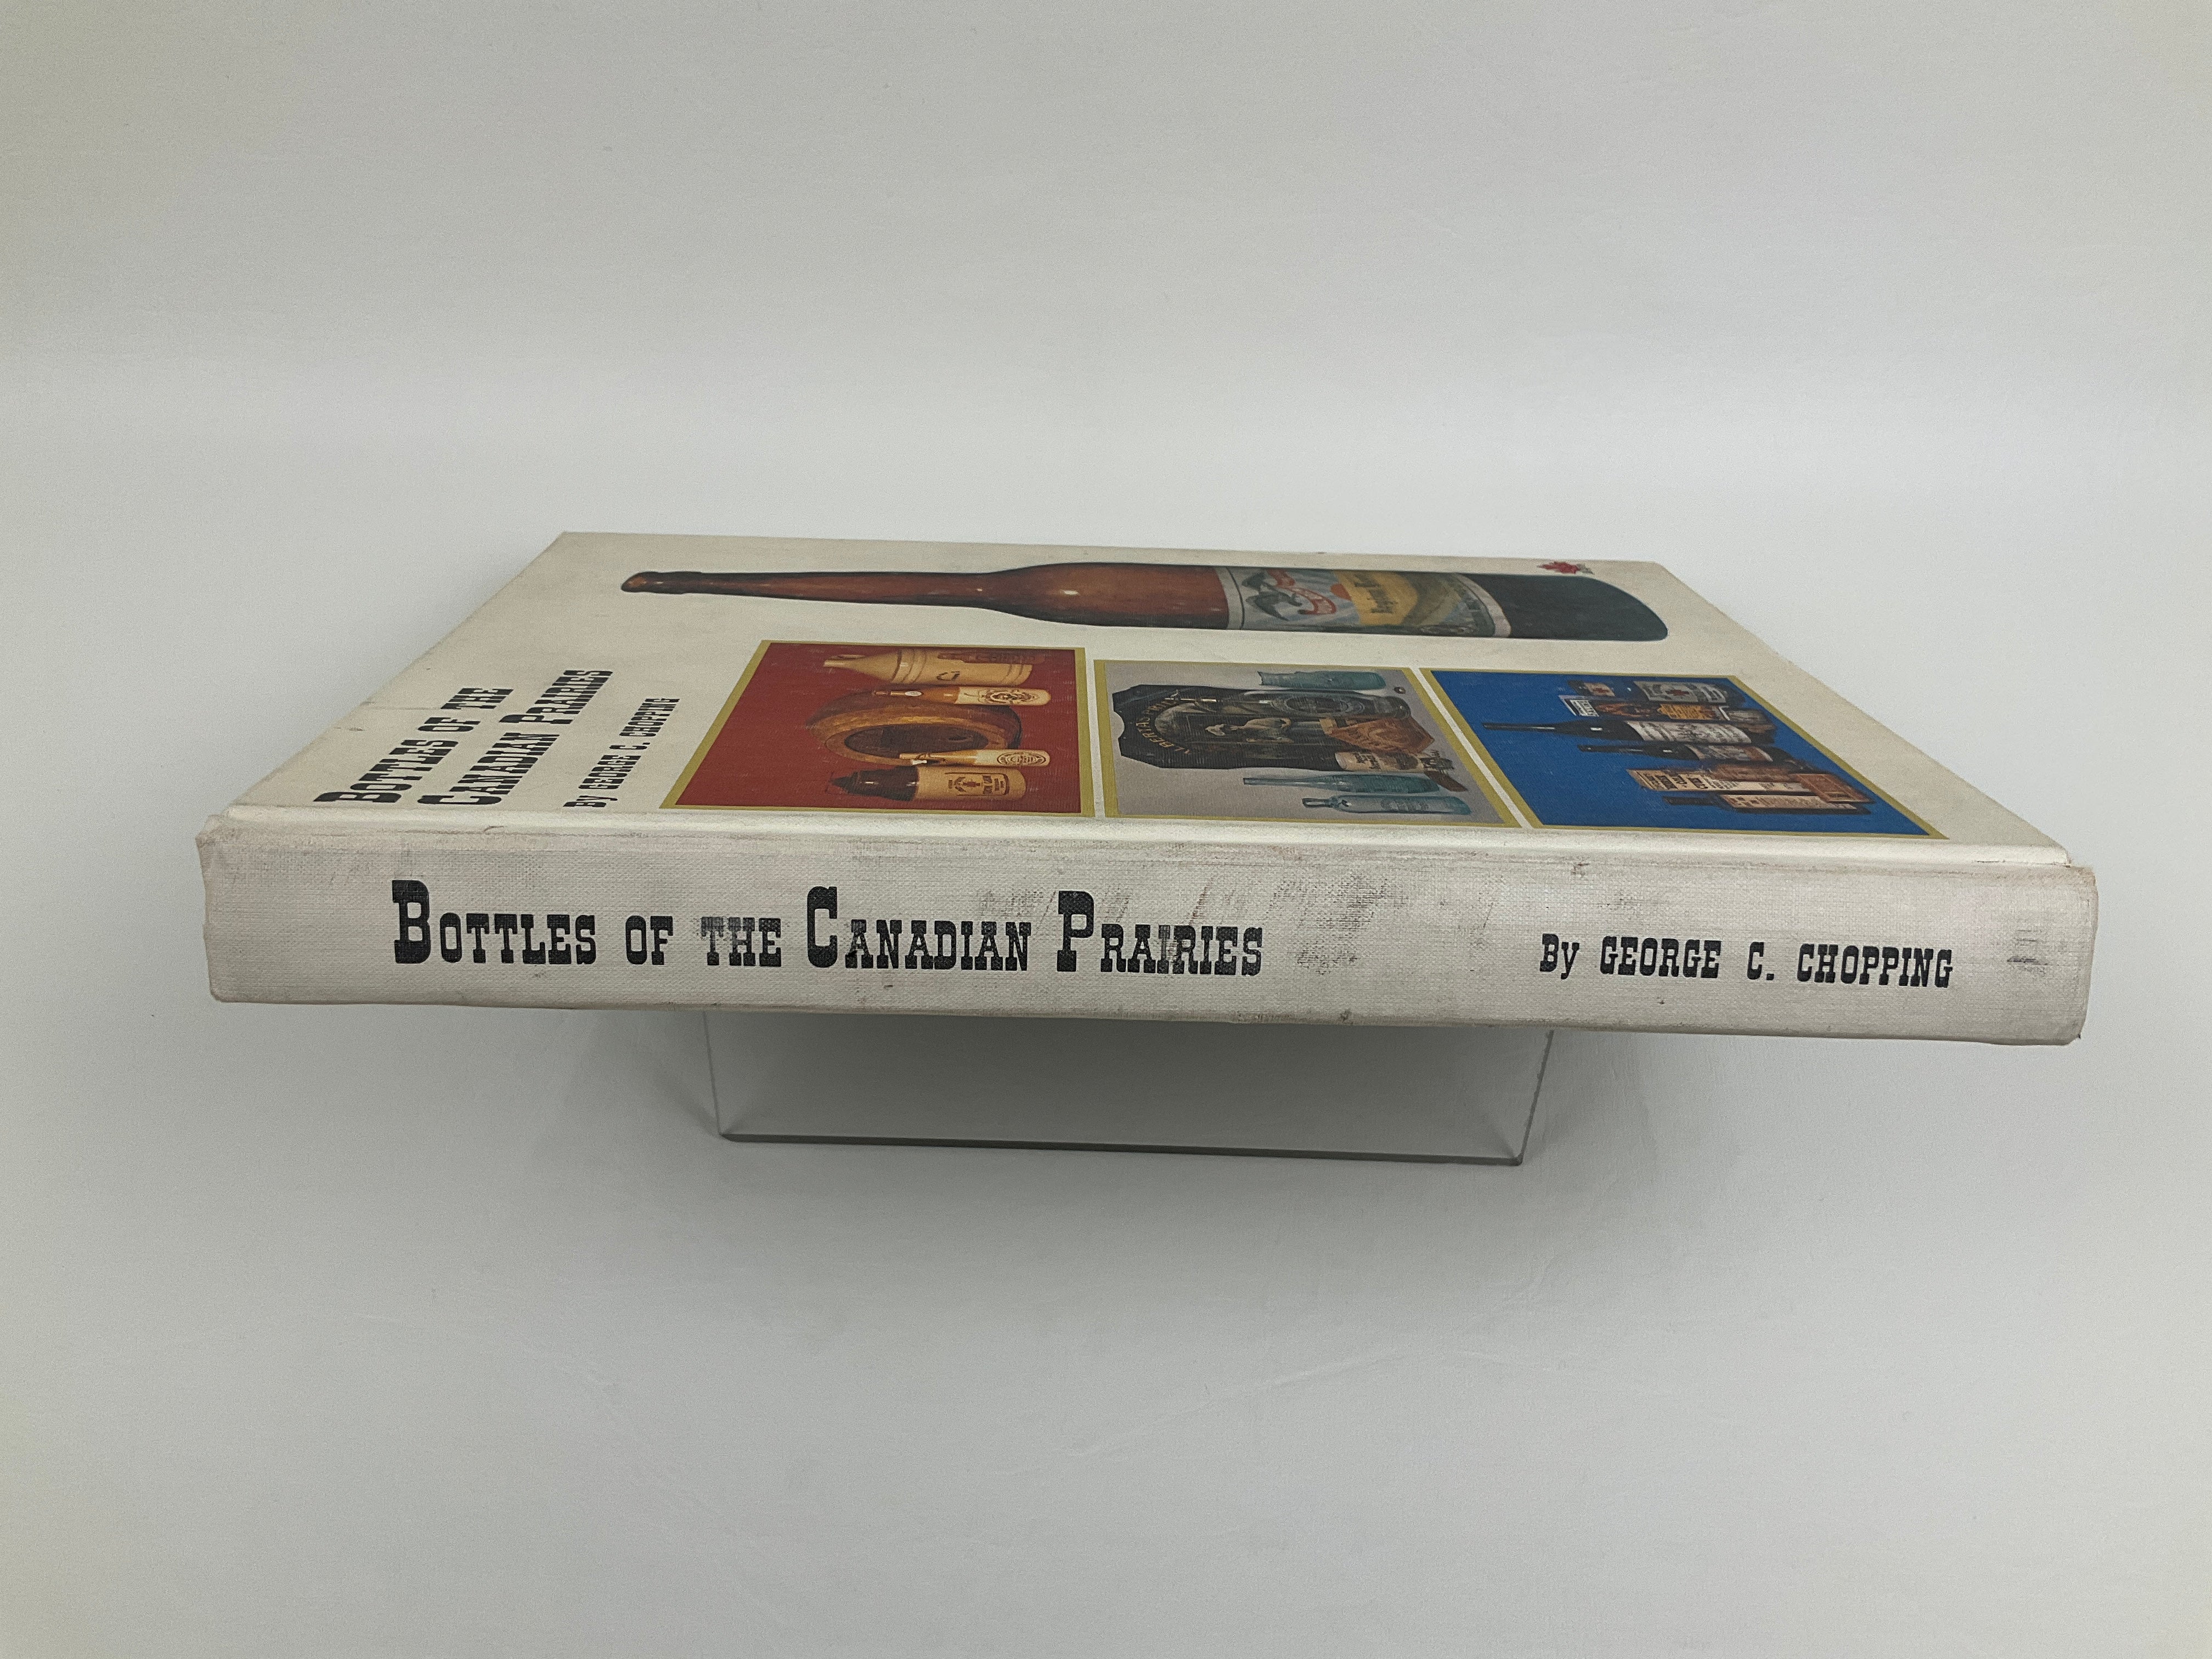 BOTTLES OF THE
CANADIAN PRAIRIES
By GEORGE C. CHOPPING
BOTTLES OF THE CANADIAN PRAIRIES
By GEORGE C. CHOPPING